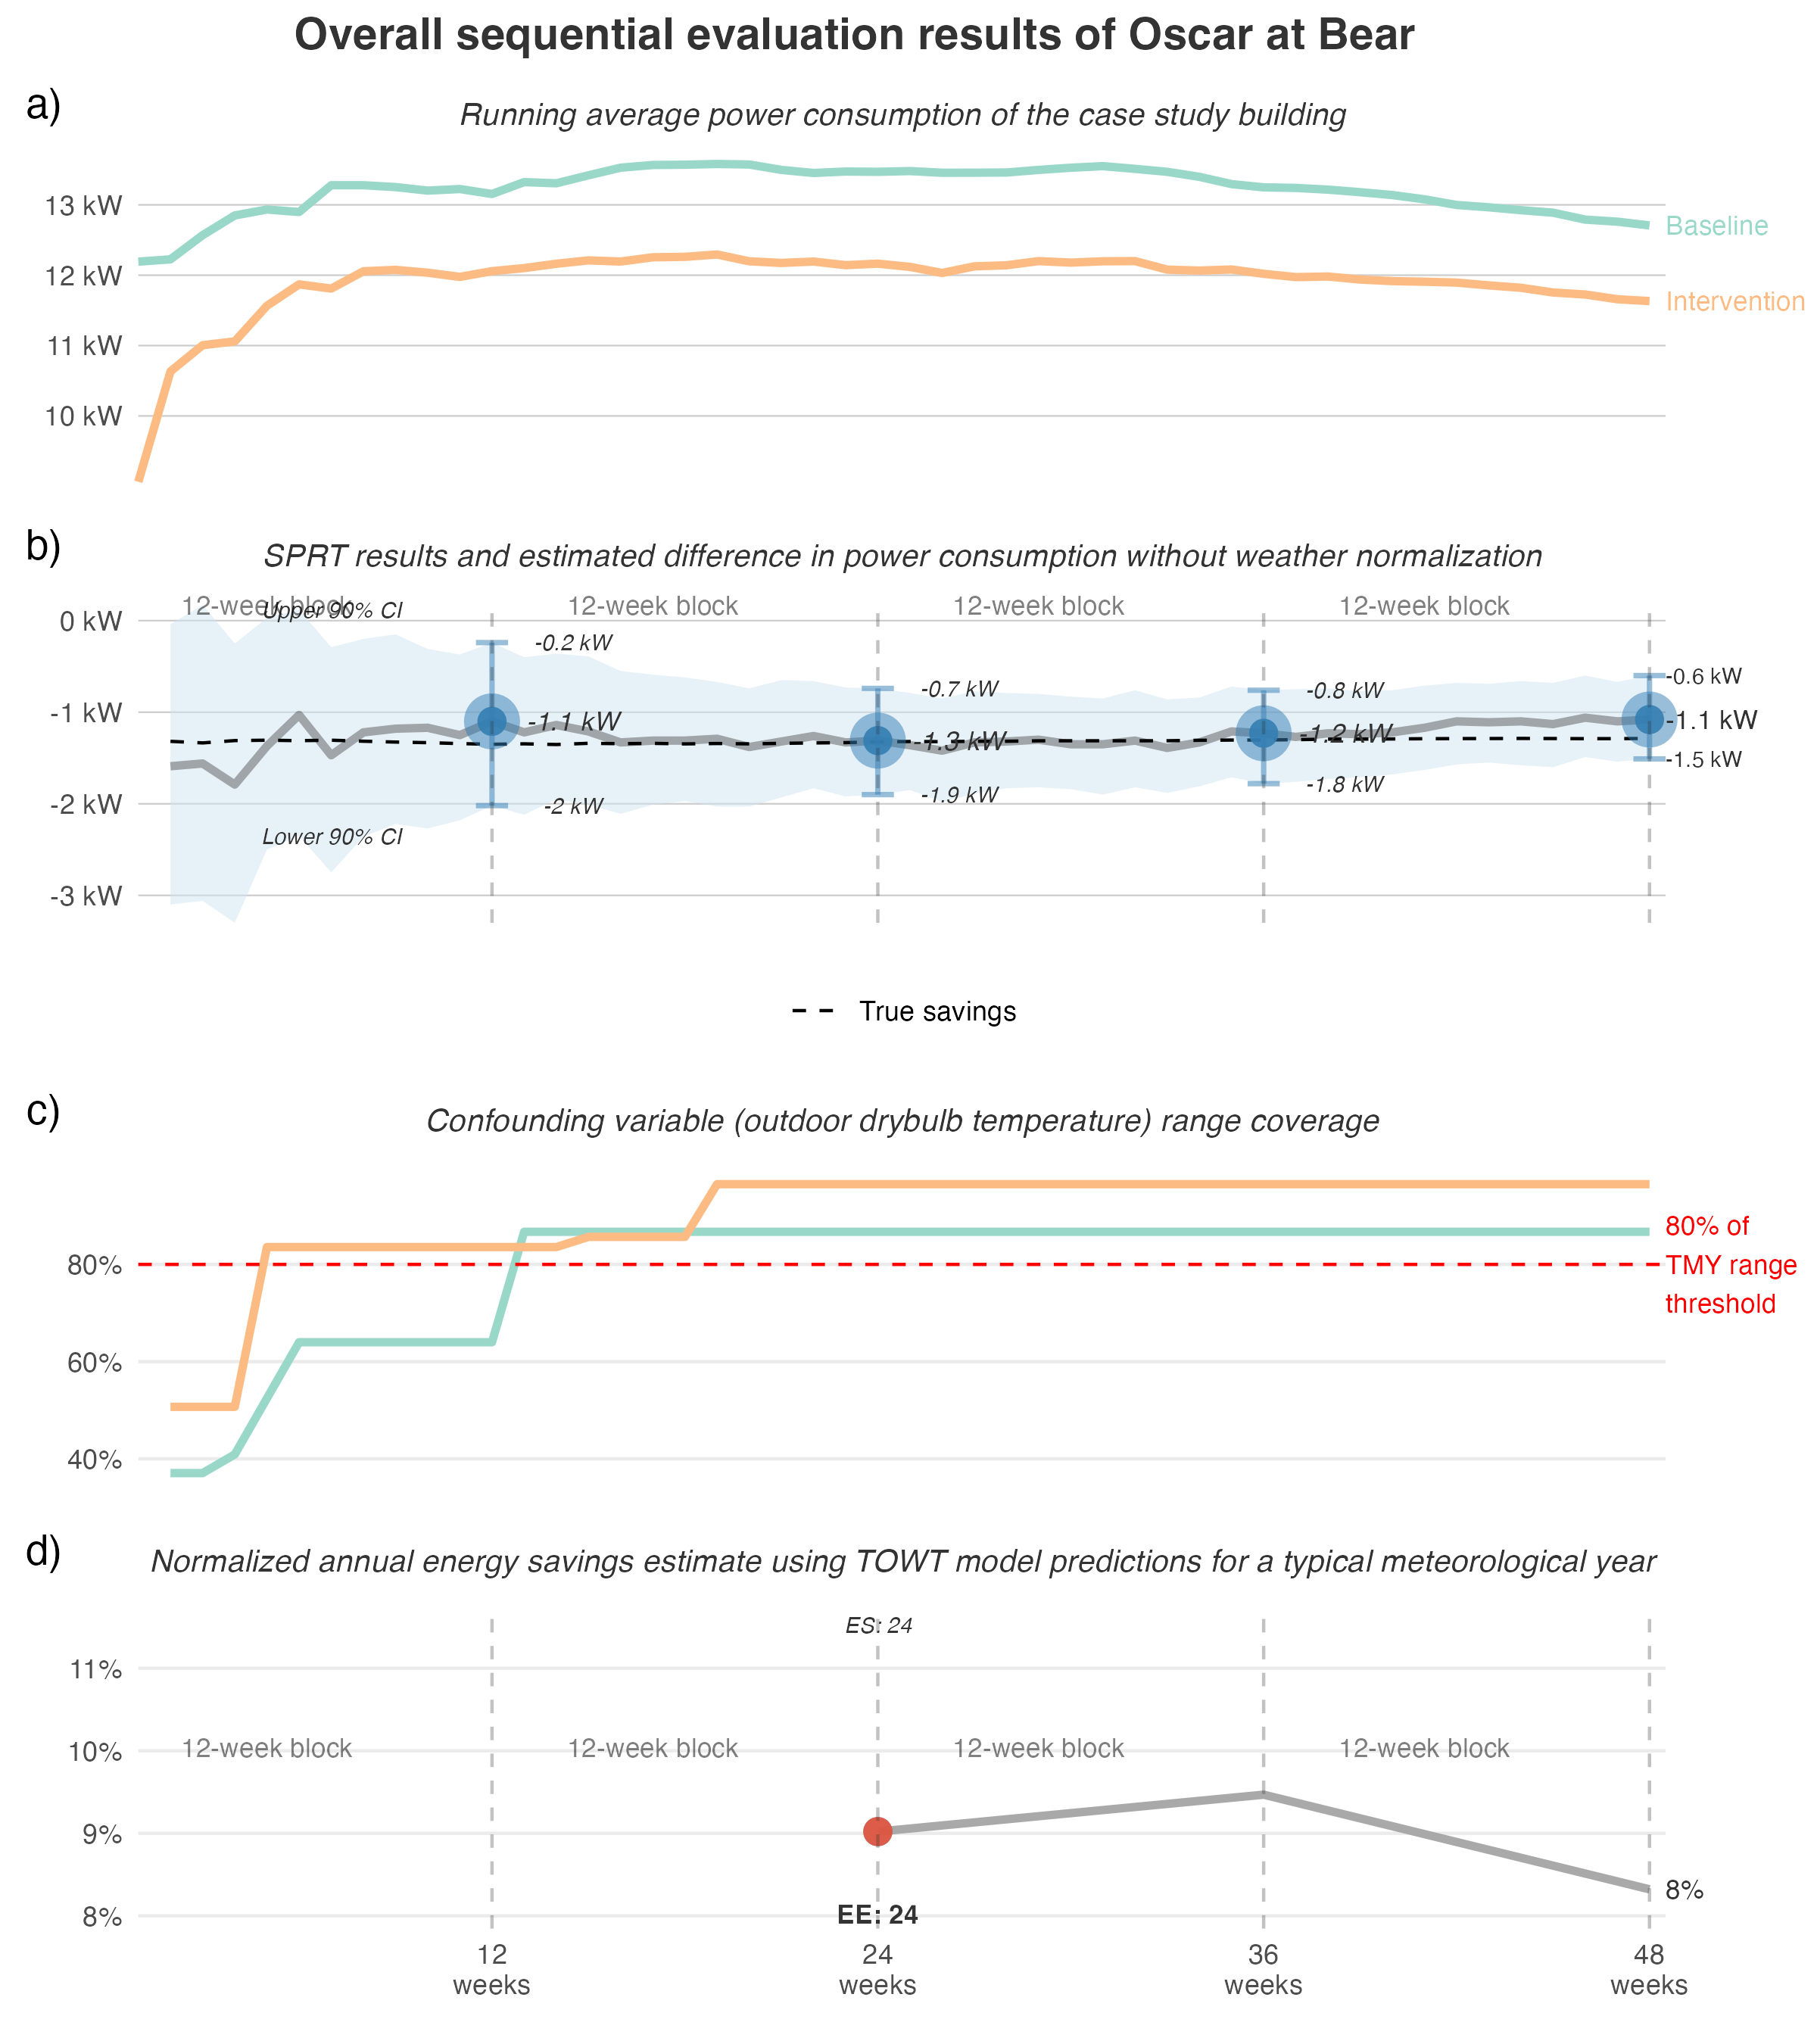 Overall sequential evaluation results of Oscar at Bear
a)
Running average power consumption of the case study building
13 kW
12 kW
11 kW
10 kW
Baseline
Intervention
b)
SPRT results and estimated difference in power consumption without weather normalization
12-week block
12-week block
12-week block
12-week block
Upper 90% CI
0 kW
-1 kW
-2 kW
-3 kW
-0.2 kW
-0.7 kW
-0.8 kW
-0.6 kW
-1.1 kW
-1.3 kW
-1.2 kW
-1.1 kW
-2 kW
-1.9 kW
-1.8 kW
-1.5 kW
Lower 90% CI
True savings
c)
Confounding variable (outdoor drybulb temperature) range coverage
80%
60%
40%
80% of
TMY range
threshold
d)
Normalized annual energy savings estimate using TOWT model predictions for a typical meteorological year
ES: 24
11%
10%
9%
8%
12-week block
12-week block
12-week block
12-week block
8%
EE: 24
12
weeks
24
weeks
36
weeks
48
weeks